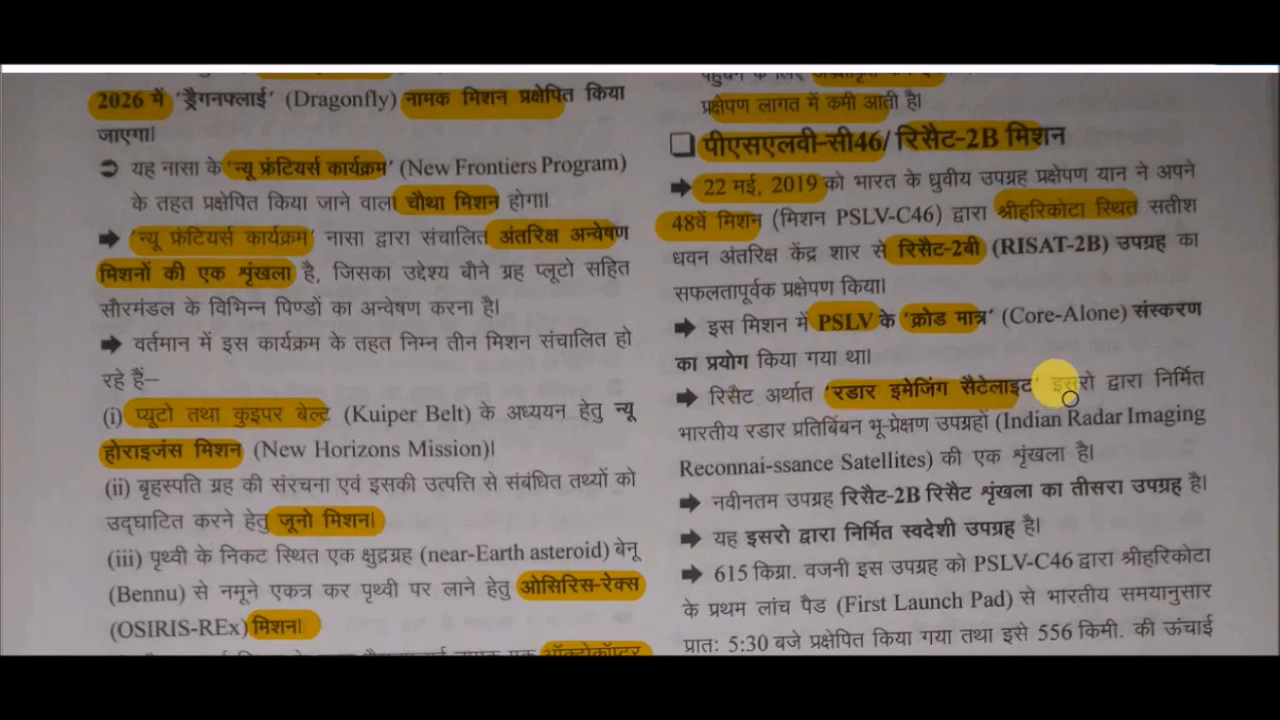 2026 में 'ड्रैगनफ्लाई' (Dragonfly) नामक मिशन प्रक्षेपित किया
जाएगा।
➲ यह नासा के 'न्यू फ्रंटियर्स कार्यक्रम' (New Frontiers Program)
के तहत प्रक्षेपित किया जाने वाला चौथा मिशन होगा।
➡ 'न्यू फ्रंटियर्स कार्यक्रम' नासा द्वारा संचालित अंतरिक्ष अन्वेषण
मिशनों की एक शृंखला है, जिसका उद्देश्य बौने ग्रह प्लूटो सहित
सौरमंडल के विभिन्न पिण्डों का अन्वेषण करना है।
➡ वर्तमान में इस कार्यक्रम के तहत निम्न तीन मिशन संचालित हो
रहे हैं–
(i) प्यूटो तथा कुइपर बेल्ट (Kuiper Belt) के अध्ययन हेतु न्यू
होराइजंस मिशन (New Horizons Mission)।
(ii) बृहस्पति ग्रह की संरचना एवं इसकी उत्पत्ति से संबंधित तथ्यों को
उद्घाटित करने हेतु जूनो मिशन।
(iii) पृथ्वी के निकट स्थित एक क्षुद्रग्रह (near-Earth asteroid) बेनू
(Bennu) से नमूने एकत्र कर पृथ्वी पर लाने हेतु ओसिरिस-रेक्स
(OSIRIS-REx) मिशन।
ऑक्टोकॉप्टर
पहुंचने के लिए
प्रक्षेपण लागत में कमी आती है।
❑ पीएसएलवी-सी46/ रिसैट-2B मिशन
➡ 22 मई, 2019 को भारत के ध्रुवीय उपग्रह प्रक्षेपण यान ने अपने
48वें मिशन (मिशन PSLV-C46) द्वारा श्रीहरिकोटा स्थित सतीश
धवन अंतरिक्ष केंद्र शार से रिसैट-2बी (RISAT-2B) उपग्रह का
सफलतापूर्वक प्रक्षेपण किया।
➡ इस मिशन में PSLV के 'क्रोड मात्र' (Core-Alone) संस्करण
का प्रयोग किया गया था।
➡ रिसैट अर्थात 'रडार इमेजिंग सैटेलाइट' इसरो द्वारा निर्मित
भारतीय रडार प्रतिबिंबन भू-प्रेक्षण उपग्रहों (Indian Radar Imaging
Reconnai-ssance Satellites) की एक शृंखला है।
➡ नवीनतम उपग्रह रिसैट-2B रिसैट शृंखला का तीसरा उपग्रह है।
➡ यह इसरो द्वारा निर्मित स्वदेशी उपग्रह है।
➡ 615 किग्रा. वजनी इस उपग्रह को PSLV-C46 द्वारा श्रीहरिकोटा
के प्रथम लांच पैड (First Launch Pad) से भारतीय समयानुसार
प्रातः 5:30 बजे प्रक्षेपित किया गया तथा इसे 556 किमी. की ऊंचाई